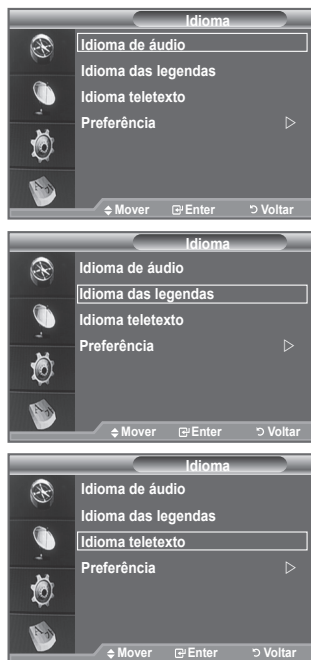 Idioma
Idioma de áudio
Idioma das legendas
Idioma teletexto
Preferência
Mover Enter Voltar
Idioma
Idioma de áudio
Idioma das legendas
Idioma teletexto
Preferência
Mover Enter Voltar
Idioma
Idioma de áudio
Idioma das legendas
Idioma teletexto
Preferência
Mover Enter Voltar